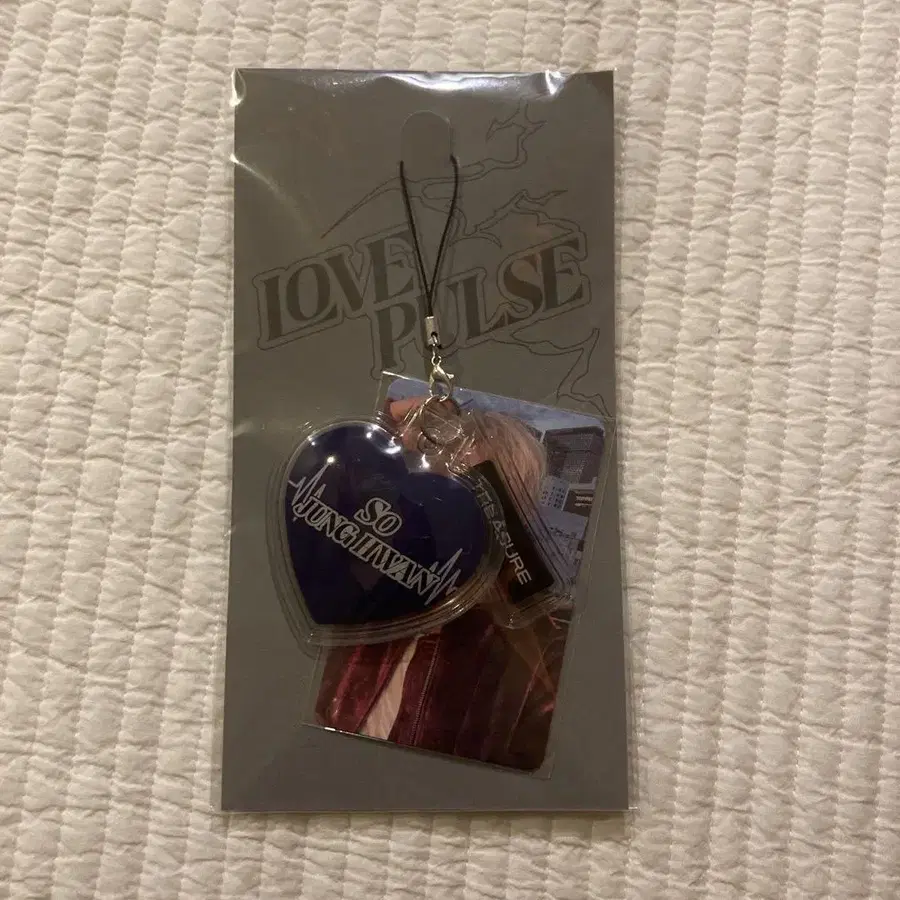 LOVE
PULSE
SO
JUNG HWAN
TREASURE